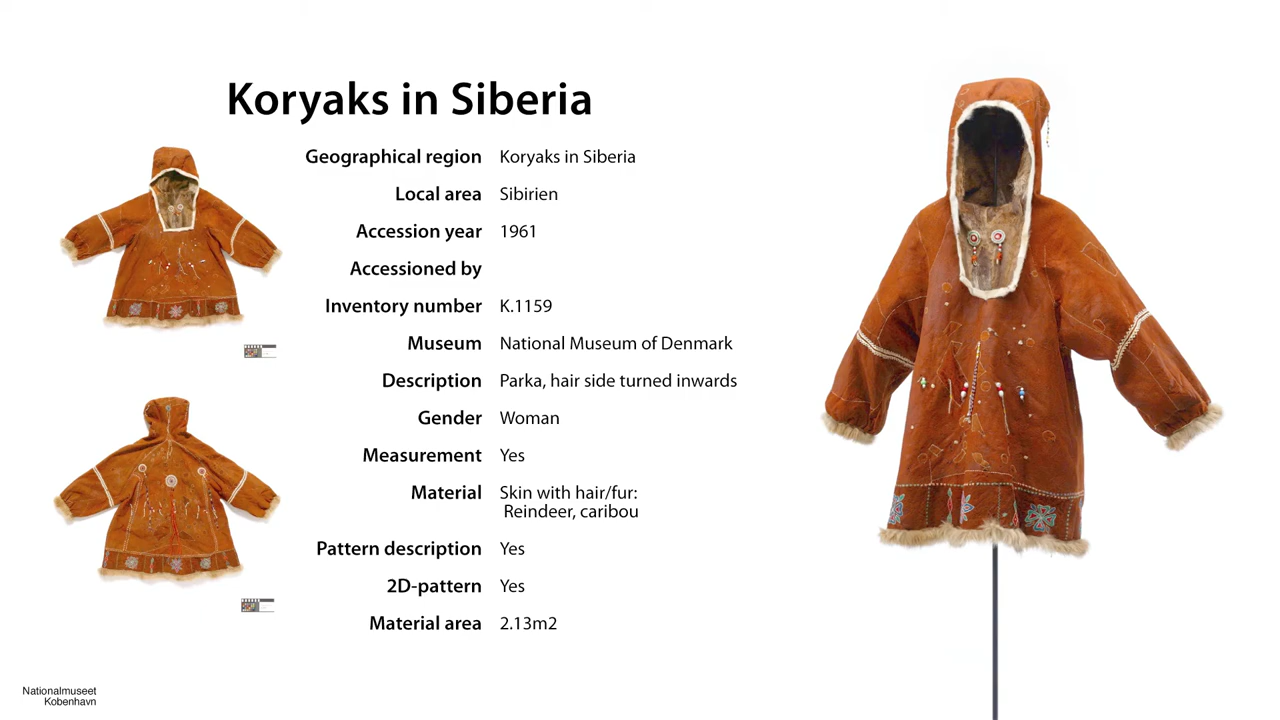 Koryaks in Siberia
Geographical region Koryaks in Siberia
Local area Sibirien
Accession year 1961
Accessioned by
Inventory number K.1159
Museum National Museum of Denmark
Description Parka, hair side turned inwards
Gender Woman
Measurement Yes
Material Skin with hair/fur:
Reindeer, caribou
Pattern description Yes
2D-pattern Yes
Material area 2.13m2
Nationalmuseet
Kobenhavn